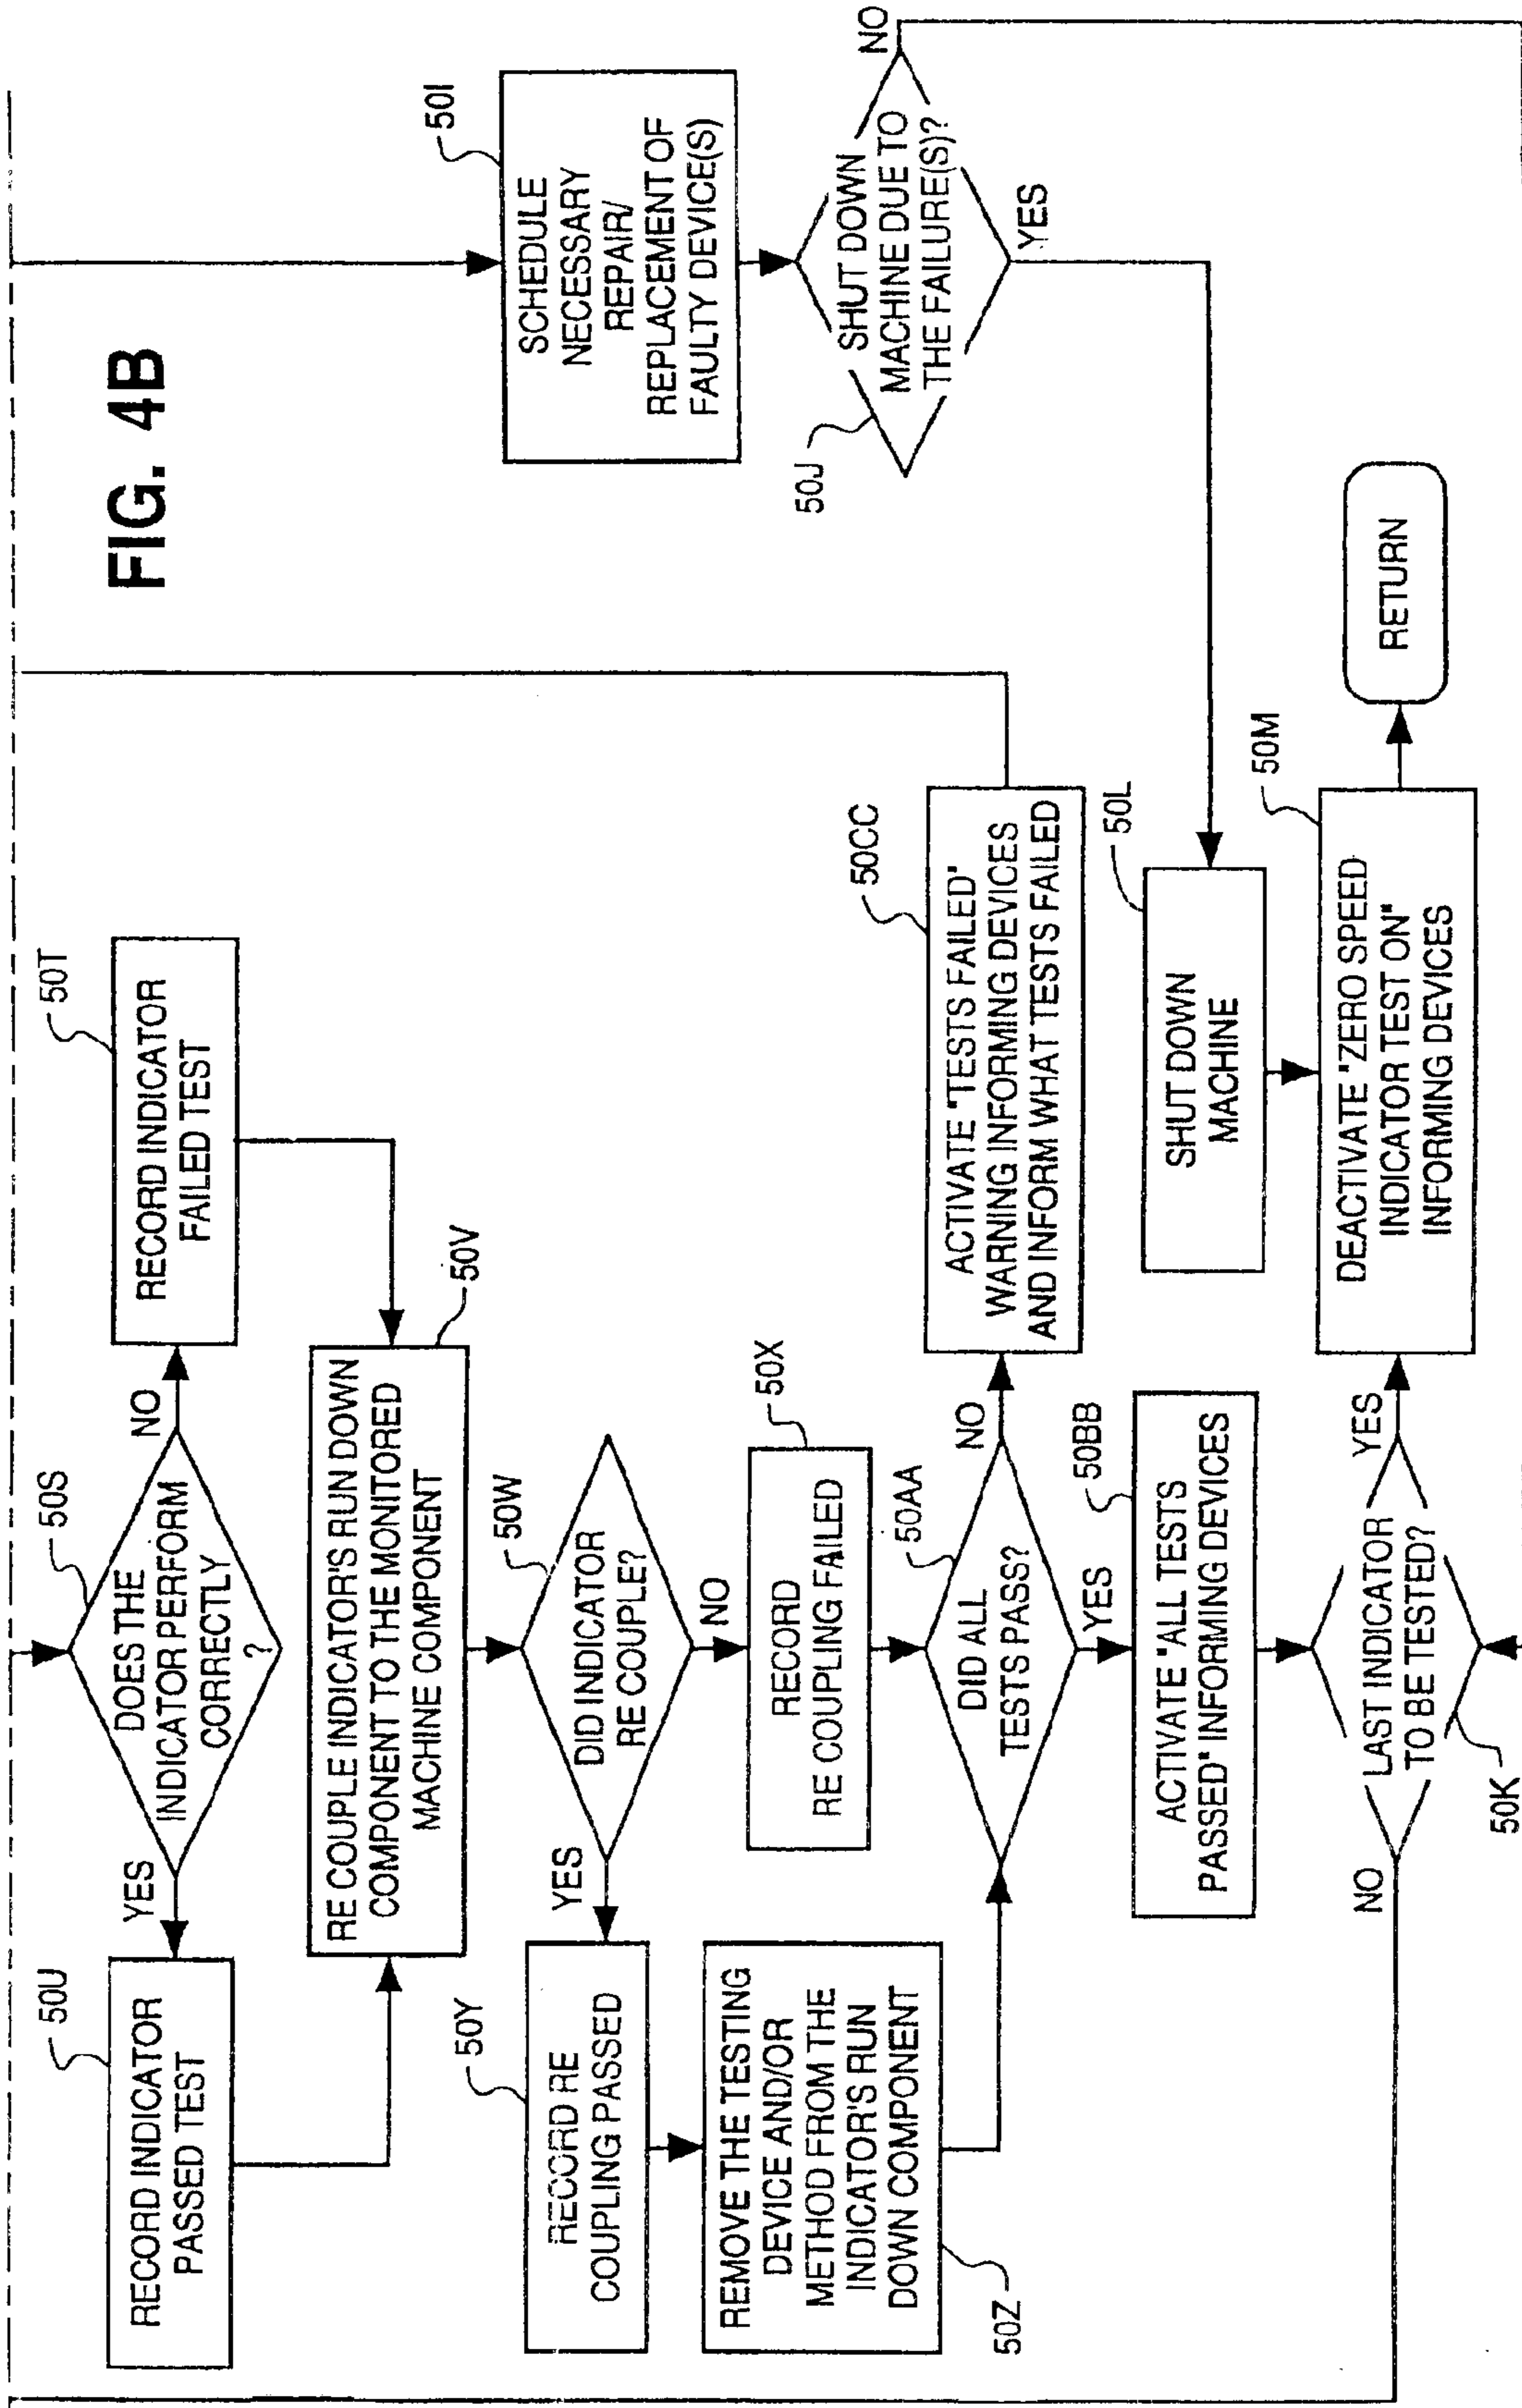 FIG. 4B
50S
DOES THE
INDICATOR PERFORM
CORRECTLY
?
YES
NO
50U
RECORD INDICATOR
PASSED TEST
50T
RECORD INDICATOR
FAILED TEST
50V
RE COUPLE INDICATOR'S RUN DOWN
COMPONENT TO THE MONITORED
MACHINE COMPONENT
50W
DID INDICATOR
RE COUPLE?
YES
NO
50Y
RECORD RE
COUPLING PASSED
50X
RECORD
RE COUPLING FAILED
REMOVE THE TESTING
DEVICE AND/OR
METHOD FROM THE
INDICATOR'S RUN
DOWN COMPONENT
50Z
50AA
DID ALL
TESTS PASS?
NO
YES
50CC
ACTIVATE "TESTS FAILED"
WARNING INFORMING DEVICES
AND INFORM WHAT TESTS FAILED
50BB
ACTIVATE "ALL TESTS
PASSED" INFORMING DEVICES
LAST INDICATOR
TO BE TESTED?
NO
YES
50K
50I
SCHEDULE
NECESSARY
REPAIR/
REPLACEMENT OF
FAULTY DEVICE(S)
50J
SHUT DOWN
MACHINE DUE TO
THE FAILURE(S)?
NO
YES
50L
SHUT DOWN
MACHINE
50M
DEACTIVATE "ZERO SPEED
INDICATOR TEST ON"
INFORMING DEVICES
RETURN